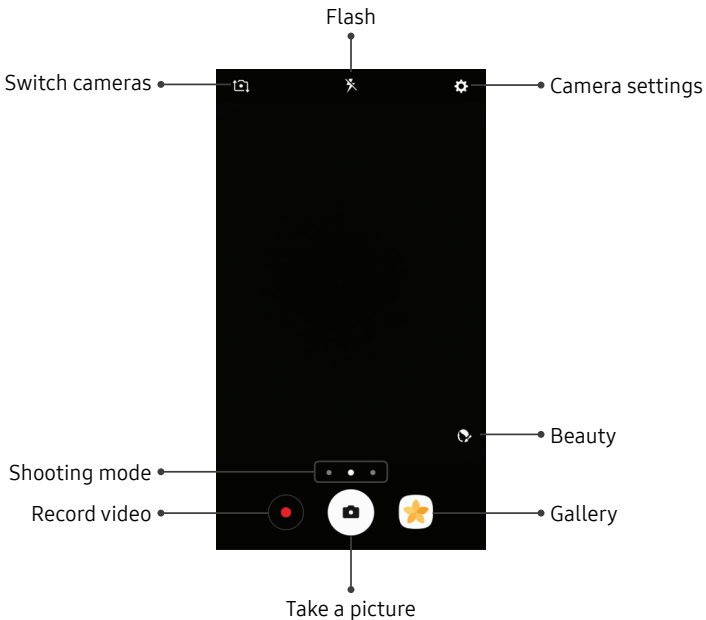 Flash
Switch cameras
Camera settings
Beauty
Shooting mode
Record video
Gallery
Take a picture